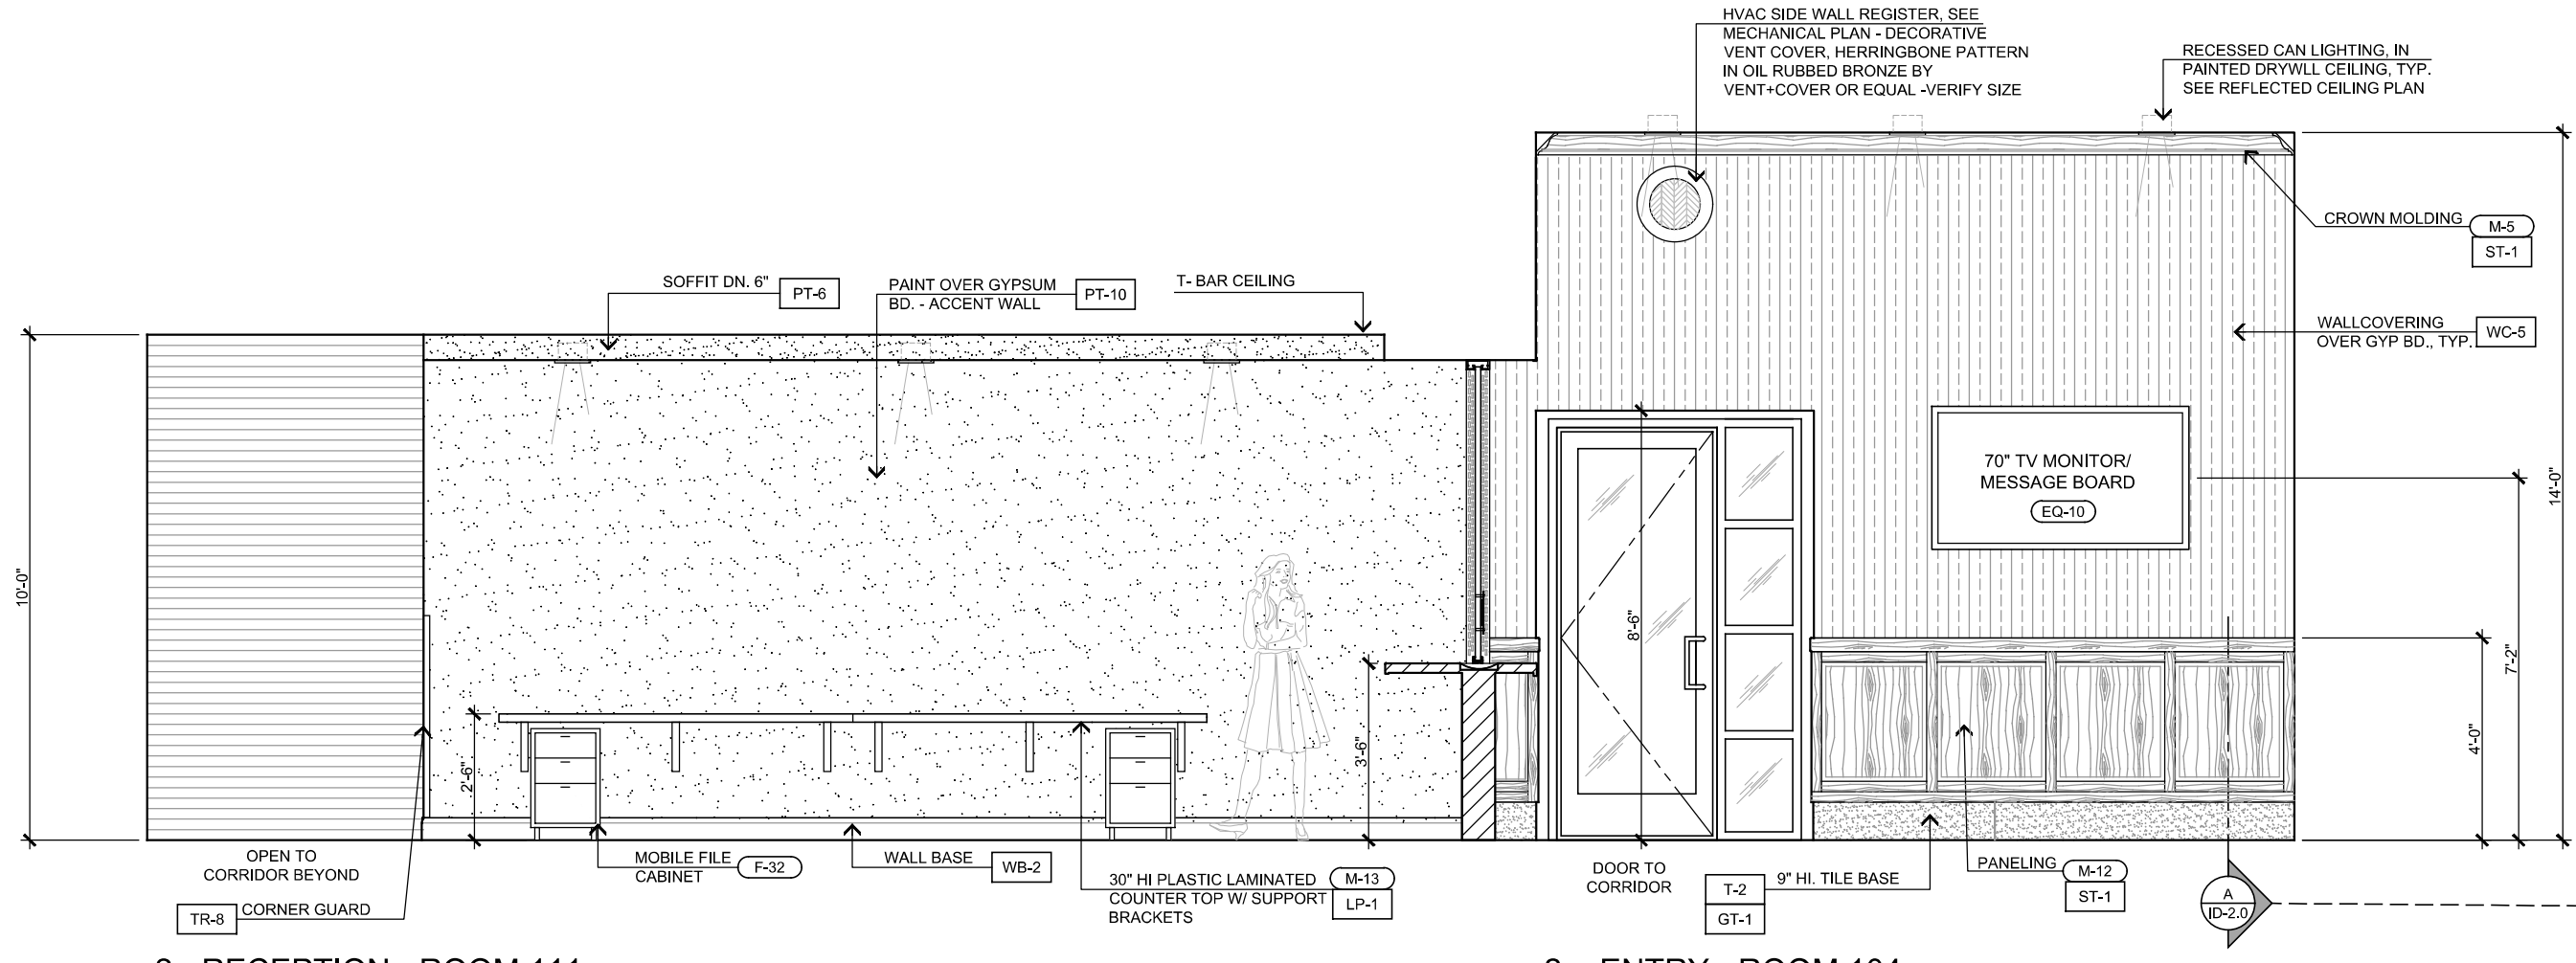 HVAC SIDE WALL REGISTER, SEE
MECHANICAL PLAN - DECORATIVE
VENT COVER, HERRINGBONE PATTERN
IN OIL RUBBED BRONZE BY
VENT+COVER OR EQUAL -VERIFY SIZE
RECESSED CAN LIGHTING, IN
PAINTED DRYWLL CEILING, TYP.
SEE REFLECTED CEILING PLAN
CROWN MOLDING
M-5
ST-1
SOFFIT DN. 6"
PT-6
PAINT OVER GYPSUM
BD. - ACCENT WALL
PT-10
T- BAR CEILING
WALLCOVERING
OVER GYP BD., TYP.
WC-5
70" TV MONITOR/
MESSAGE BOARD
EQ-10
10'-0"
2'-6"
3'-6"
8'-6"
4'-0"
7'-2"
14'-0"
OPEN TO
CORRIDOR BEYOND
TR-8
CORNER GUARD
MOBILE FILE
CABINET
F-32
WALL BASE
WB-2
30" HI PLASTIC LAMINATED
COUNTER TOP W/ SUPPORT
BRACKETS
M-13
LP-1
DOOR TO
CORRIDOR
T-2
GT-1
9" HI. TILE BASE
PANELING
M-12
ST-1
A
ID-2.0
RECEPTION - ROOM 111
ENTRY - ROOM 104